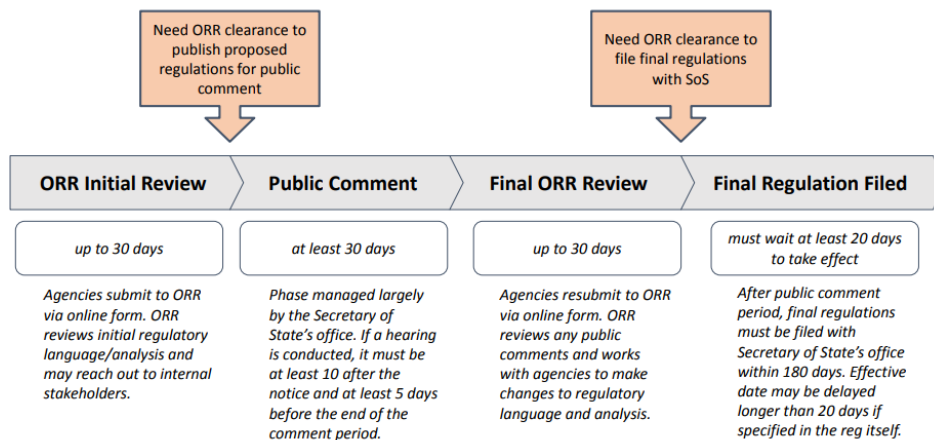 Need ORR clearance to
publish proposed
regulations for public
comment
Need ORR clearance to
file final regulations
with SoS
ORR Initial Review
Public Comment
Final ORR Review
Final Regulation Filed
up to 30 days
at least 30 days
up to 30 days
must wait at least 20 days
to take effect
Agencies submit to ORR
via online form. ORR
reviews initial regulatory
language/analysis and
may reach out to internal
stakeholders.
Phase managed largely
by the Secretary of
State's office. If a hearing
is conducted, it must be
at least 10 after the
notice and at least 5 days
before the end of the
comment period.
Agencies resubmit to ORR
via online form. ORR
reviews any public
comments and works
with agencies to make
changes to regulatory
language and analysis.
After public comment
period, final regulations
must be filed with
Secretary of State's office
within 180 days. Effective
date may be delayed
longer than 20 days if
specified in the reg itself.